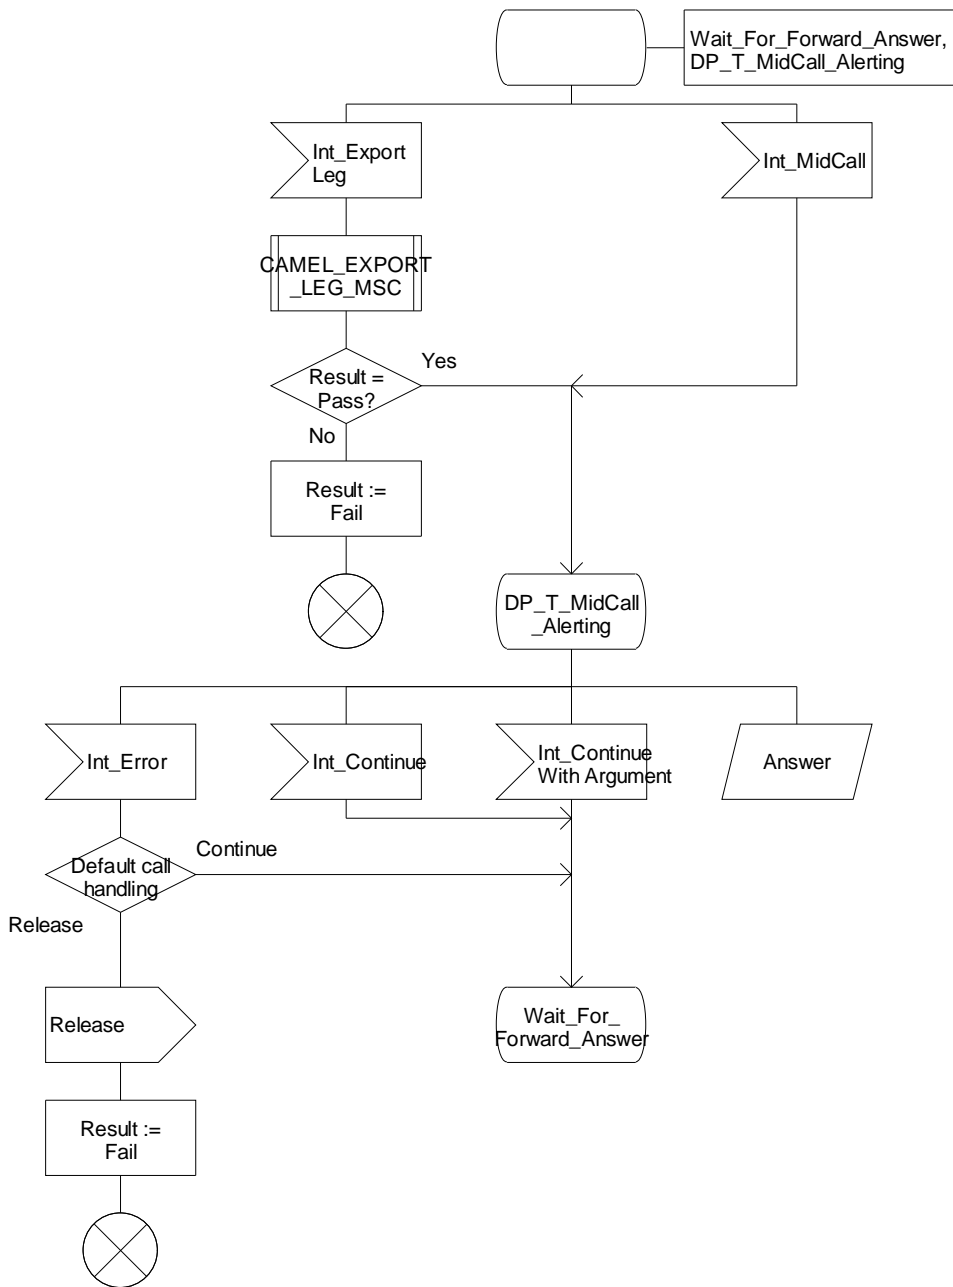 Wait_For_Forward_Answer,
DP_T_MidCall_Alerting
Int_Export
Leg
Int_MidCall
CAMEL_EXPORT
_LEG_MSC
Yes
Result =
Pass?
No
Result :=
Fail
DP_T_MidCall
_Alerting
Int_Error
Int_Continue
Int_Continue
With Argument
Answer
Continue
Default call
handling
Release
Release
Wait_For_
Forward_Answer
Result :=
Fail